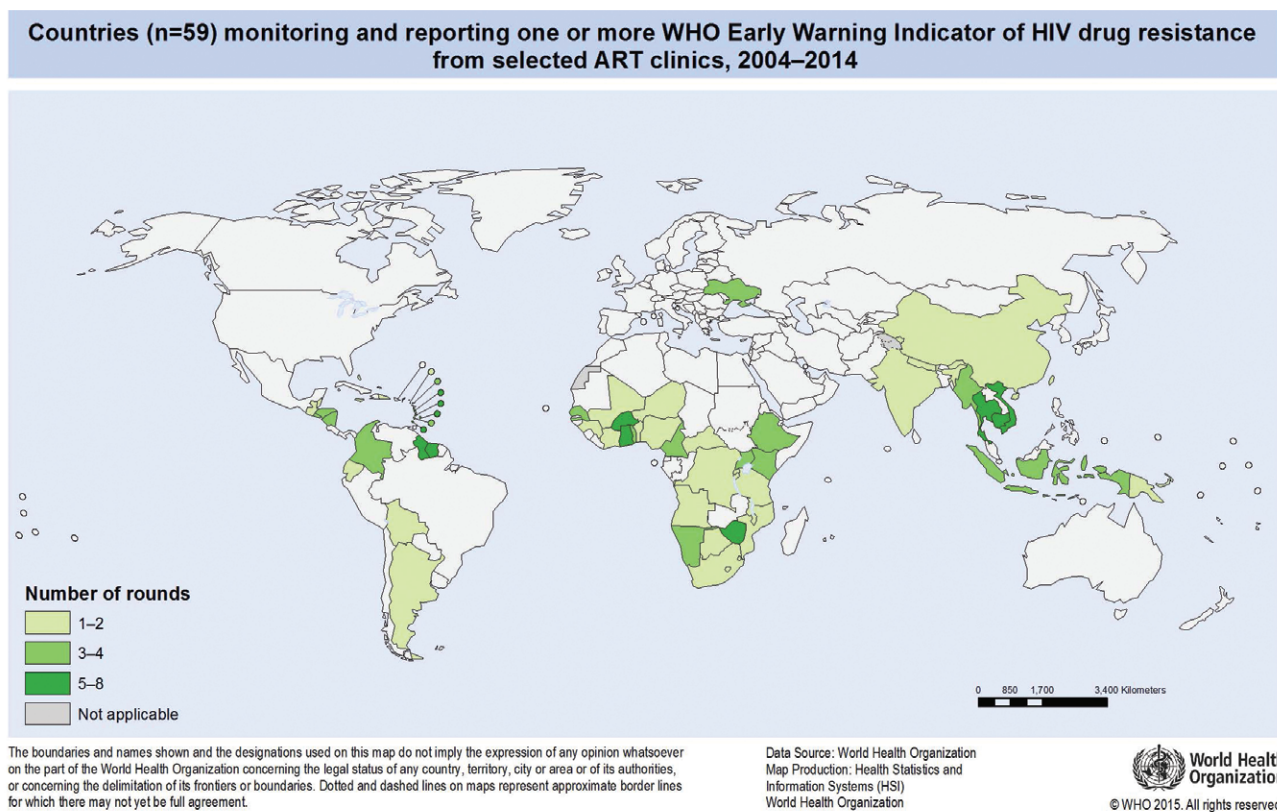 Countries (n=59) monitoring and reporting one or more WHO Early Warning Indicator of HIV drug resistance
from selected ART clinics, 2004–2014
Number of rounds
1–2
3–4
5–8
Not applicable
0 850 1,700 3,400 Kilometers
The boundaries and names shown and the designations used on this map do not imply the expression of any opinion whatsoever
on the part of the World Health Organization concerning the legal status of any country, territory, city or area or of its authorities,
or concerning the delimitation of its frontiers or boundaries. Dotted and dashed lines on maps represent approximate border lines
for which there may not yet be full agreement.
Data Source: World Health Organization
Map Production: Health Statistics and
Information Systems (HSI)
World Health Organization
World Health
Organization
© WHO 2015. All rights reserved